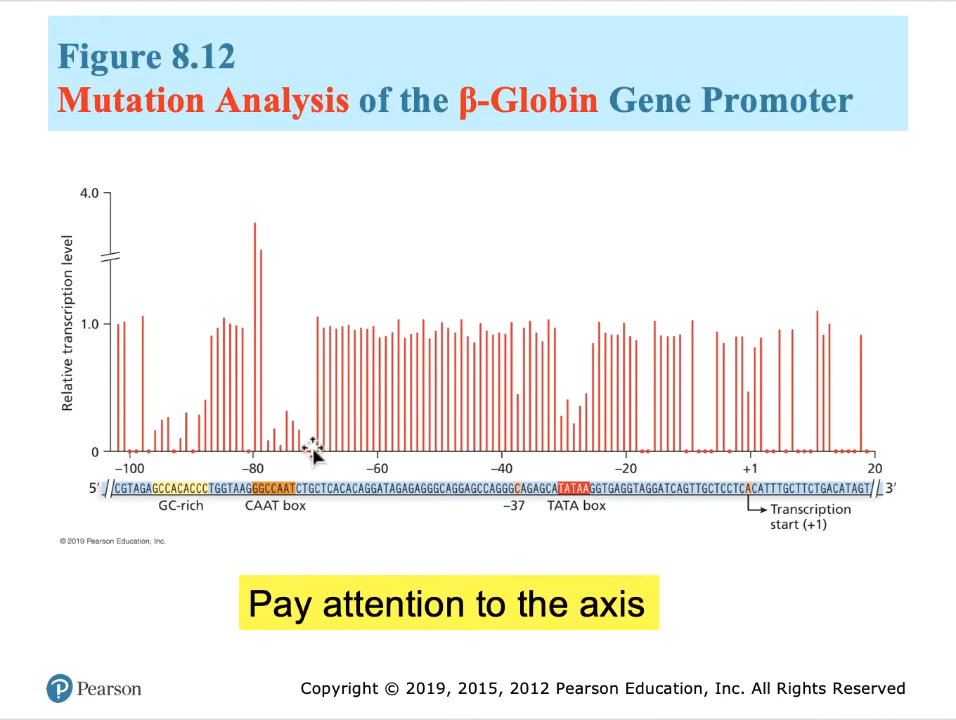 Figure 8.12
Mutation Analysis of the β-Globin Gene Promoter
4.0
Relative transcription level
1.0
0
−100 −80 −60 −40 −20 +1 20
5′ CGTAGAGCCACACCCTGGTAAGGGCCAATCTGCTCACACAGGATAGAGAGGGCAGGAGCCAGGGCAGAGCATATAAGGTGAGGTAGGATCAGTTGCTCCTCACATTTGCTTCTGACATAGT 3′
GC-rich CAAT box −37 TATA box Transcription
start (+1)
© 2019 Pearson Education, Inc.
Pay attention to the axis
P Pearson
Copyright © 2019, 2015, 2012 Pearson Education, Inc. All Rights Reserved